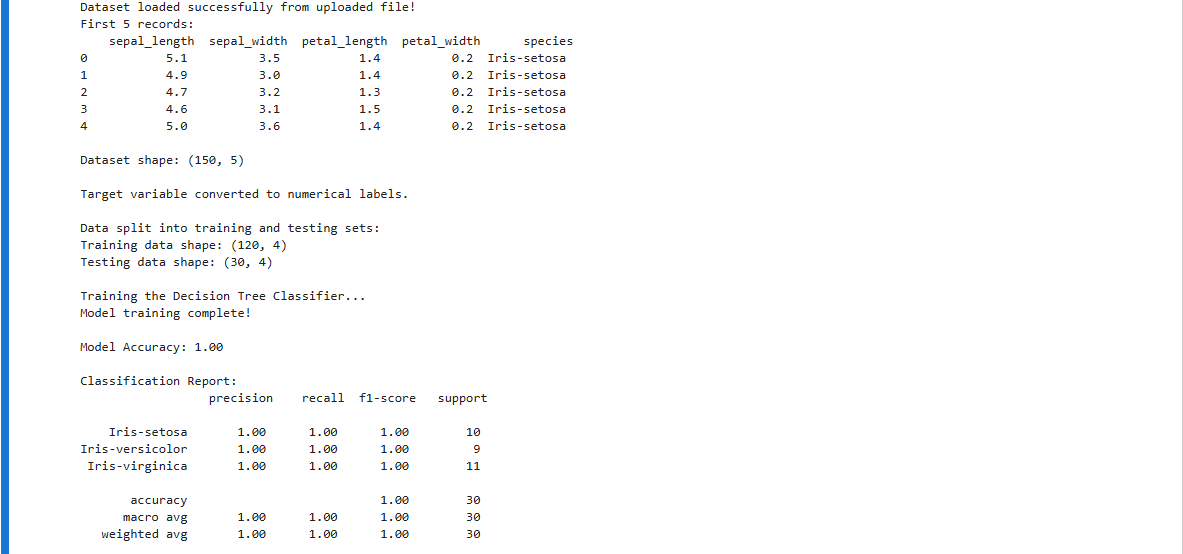 Dataset loaded successfully from uploaded file!
First 5 records:
   sepal_length  sepal_width  petal_length  petal_width      species
0           5.1          3.5           1.4          0.2  Iris-setosa
1           4.9          3.0           1.4          0.2  Iris-setosa
2           4.7          3.2           1.3          0.2  Iris-setosa
3           4.6          3.1           1.5          0.2  Iris-setosa
4           5.0          3.6           1.4          0.2  Iris-setosa
Dataset shape: (150, 5)
Target variable converted to numerical labels.
Data split into training and testing sets:
Training data shape: (120, 4)
Testing data shape: (30, 4)
Training the Decision Tree Classifier...
Model training complete!
Model Accuracy: 1.00
Classification Report:
                  precision    recall  f1-score   support
    Iris-setosa       1.00      1.00      1.00        10
Iris-versicolor       1.00      1.00      1.00         9
 Iris-virginica       1.00      1.00      1.00        11
       accuracy                           1.00        30
      macro avg       1.00      1.00      1.00        30
   weighted avg       1.00      1.00      1.00        30